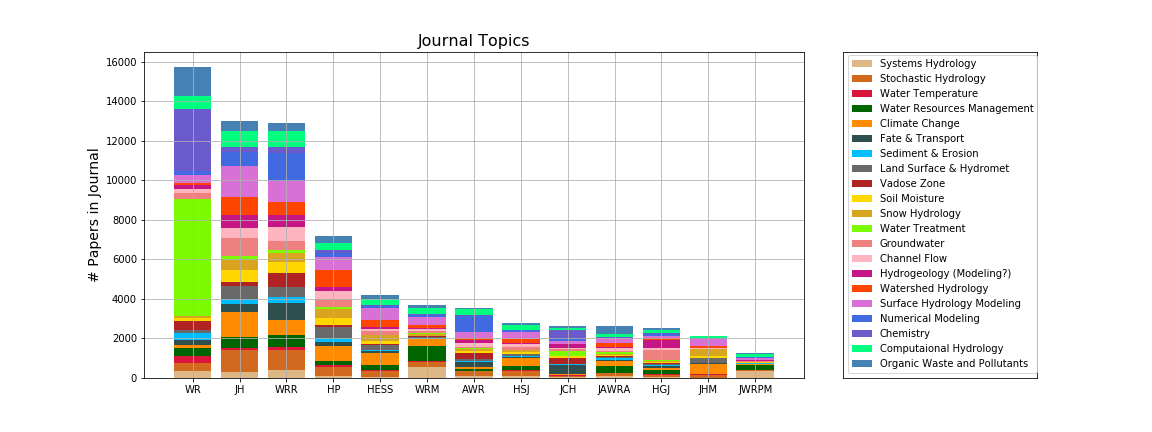 Journal Topics
# Papers in Journal
16000
14000
12000
10000
8000
6000
4000
2000
0
WR JH WRR HP HESS WRM AWR HSJ JCH JAWRA HGJ JHM JWRPM
Systems Hydrology
Stochastic Hydrology
Water Temperature
Water Resources Management
Climate Change
Fate & Transport
Sediment & Erosion
Land Surface & Hydromet
Vadose Zone
Soil Moisture
Snow Hydrology
Water Treatment
Groundwater
Channel Flow
Hydrogeology (Modeling?)
Watershed Hydrology
Surface Hydrology Modeling
Numerical Modeling
Chemistry
Computaional Hydrology
Organic Waste and Pollutants